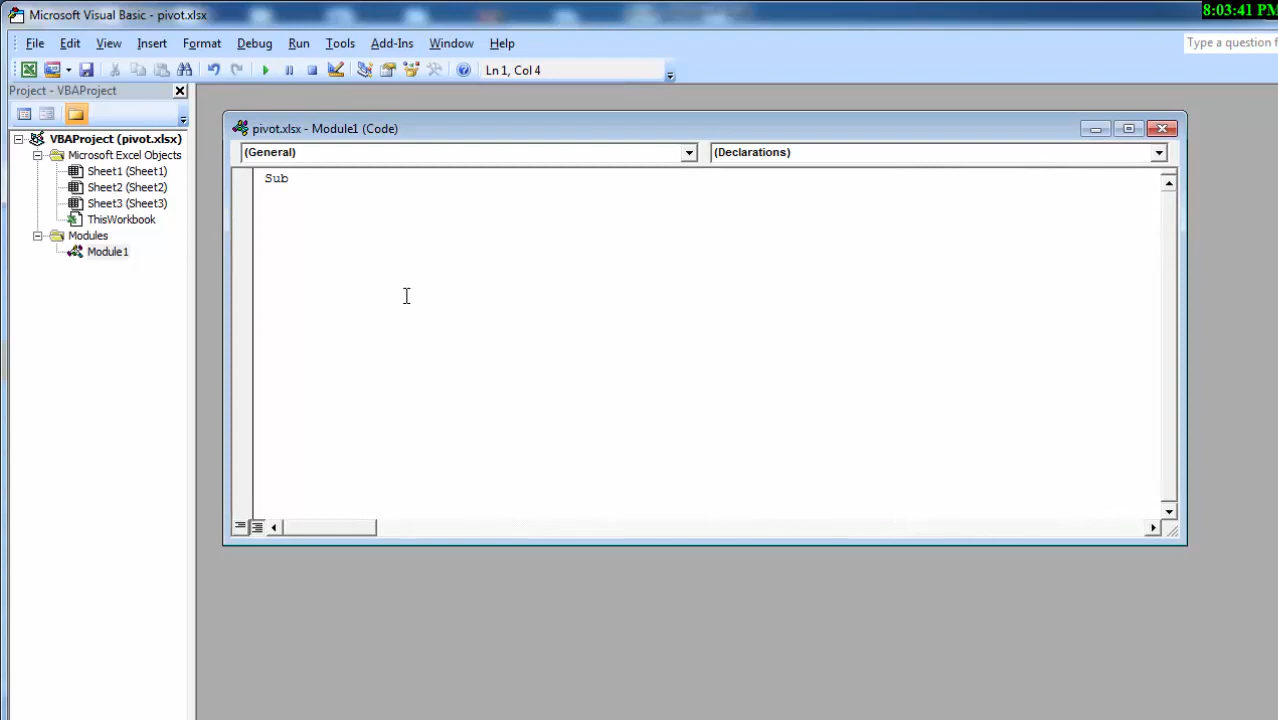 8:03:41 PM
Microsoft Visual Basic - pivot.xlsx
File Edit View Insert Format Debug Run Tools Add-Ins Window Help
Type a question f
Ln 1, Col 4
Project - VBAProject
VBAProject (pivot.xlsx)
Microsoft Excel Objects
Sheet1 (Sheet1)
Sheet2 (Sheet2)
Sheet3 (Sheet3)
ThisWorkbook
Modules
Module1
pivot.xlsx - Module1 (Code)
(General) (Declarations)
Sub